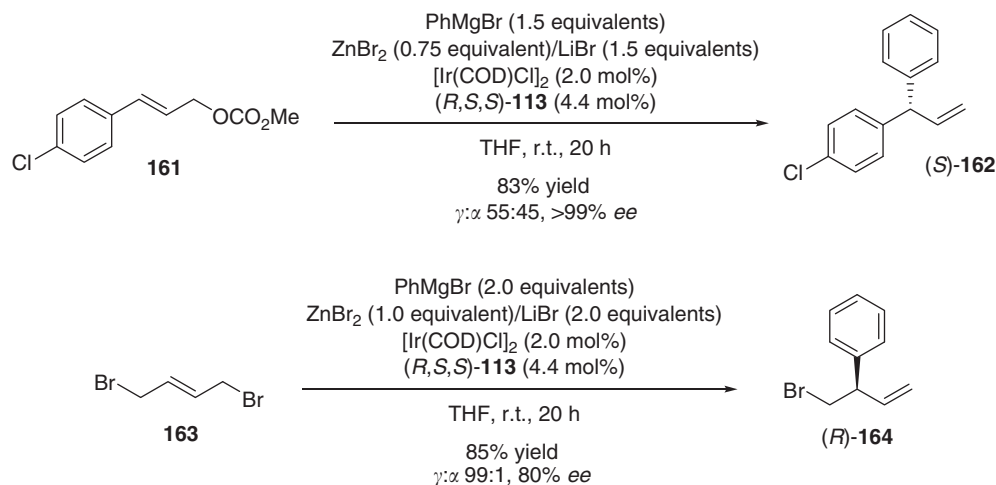 PhMgBr (1.5 equivalents)
ZnBr₂ (0.75 equivalent)/LiBr (1.5 equivalents)
[Ir(COD)Cl]₂ (2.0 mol%)
(R,S,S)-113 (4.4 mol%)
OCO₂Me
Cl
161
THF, r.t., 20 h
83% yield
γ:α 55:45, >99% ee
Cl
(S)-162
PhMgBr (2.0 equivalents)
ZnBr₂ (1.0 equivalent)/LiBr (2.0 equivalents)
[Ir(COD)Cl]₂ (2.0 mol%)
(R,S,S)-113 (4.4 mol%)
Br
Br
163
THF, r.t., 20 h
85% yield
γ:α 99:1, 80% ee
Br
(R)-164